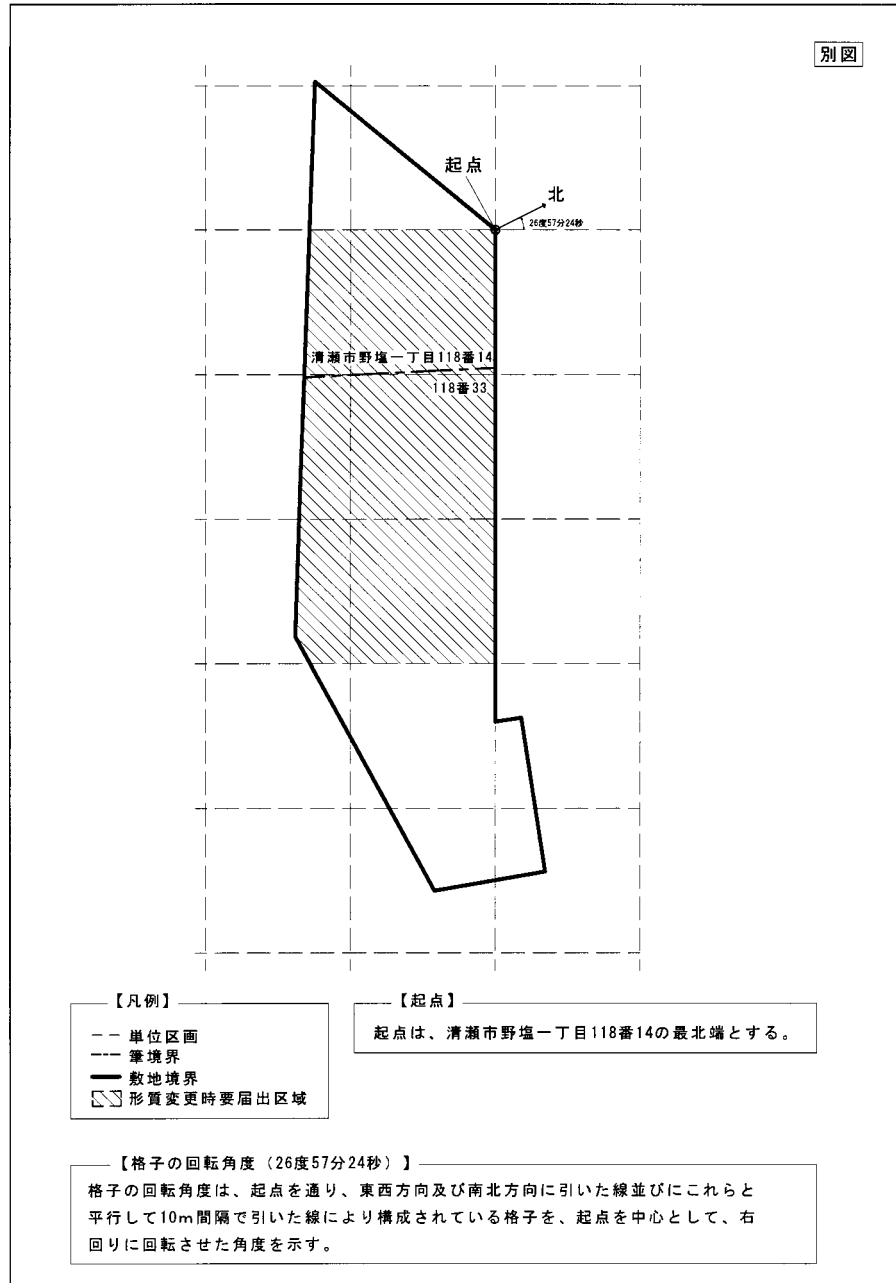 別図
起点
北
26度57分24秒
清瀬市野塩一丁目118番14
118番33
【凡例】
単位区画
筆境界
敷地境界
形質変更時要届出区域
【起点】
起点は、清瀬市野塩一丁目118番14の最北端とする。
【格子の回転角度（26度57分24秒）】
格子の回転角度は、起点を通り、東西方向及び南北方向に引いた線並びにこれらと
平行して10m間隔で引いた線により構成されている格子を、起点を中心として、右
回りに回転させた角度を示す。